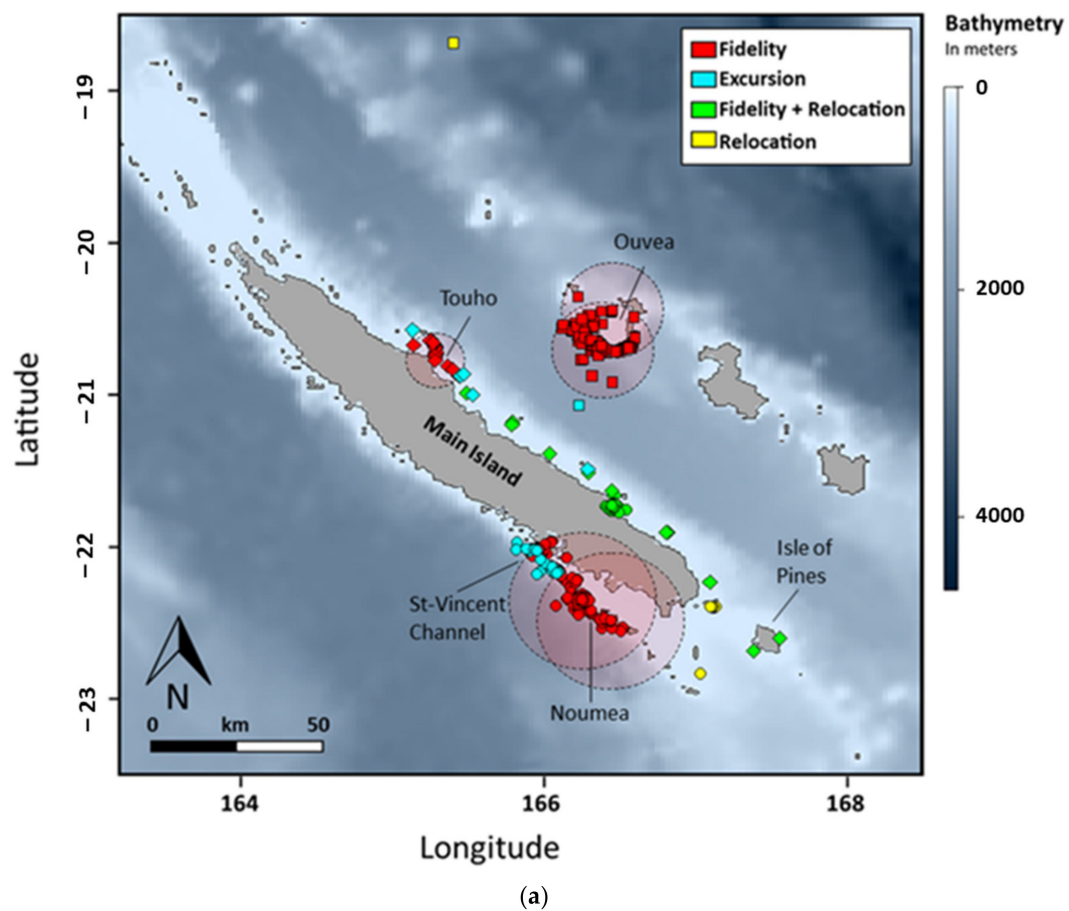 Bathymetry
In meters
0
2000
4000
Fidelity
Excursion
Fidelity + Relocation
Relocation
−19
−20
−21
−22
−23
Latitude
Ouvea
Touho
Main Island
Isle of
Pines
St-Vincent
Channel
Noumea
N
0 km 50
164 166 168
Longitude
(a)